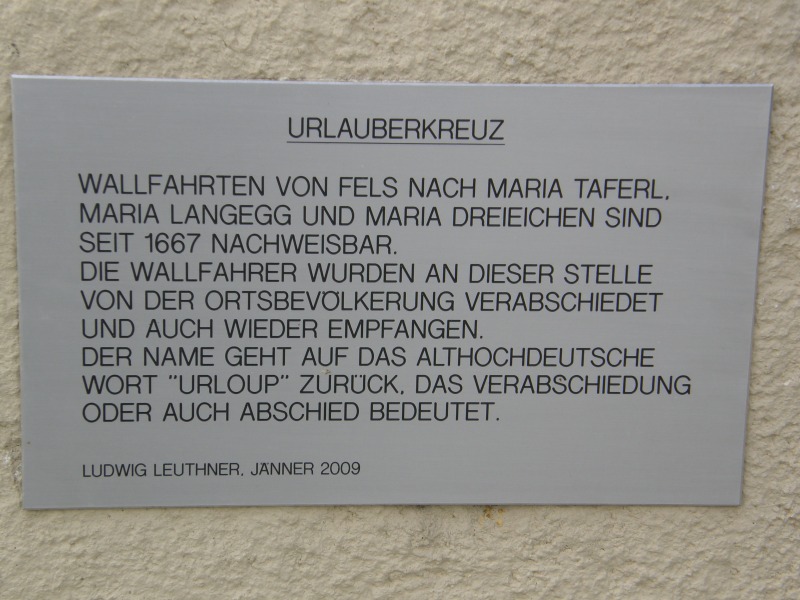 URLAUBERKREUZ
WALLFAHRTEN VON FELS NACH MARIA TAFERL,
MARIA LANGEGG UND MARIA DREIEICHEN SIND
SEIT 1667 NACHWEISBAR.
DIE WALLFAHRER WURDEN AN DIESER STELLE
VON DER ORTSBEVÖLKERUNG VERABSCHIEDET
UND AUCH WIEDER EMPFANGEN.
DER NAME GEHT AUF DAS ALTHOCHDEUTSCHE
WORT "URLOUP" ZURÜCK, DAS VERABSCHIEDUNG
ODER AUCH ABSCHIED BEDEUTET.
LUDWIG LEUTHNER, JÄNNER 2009